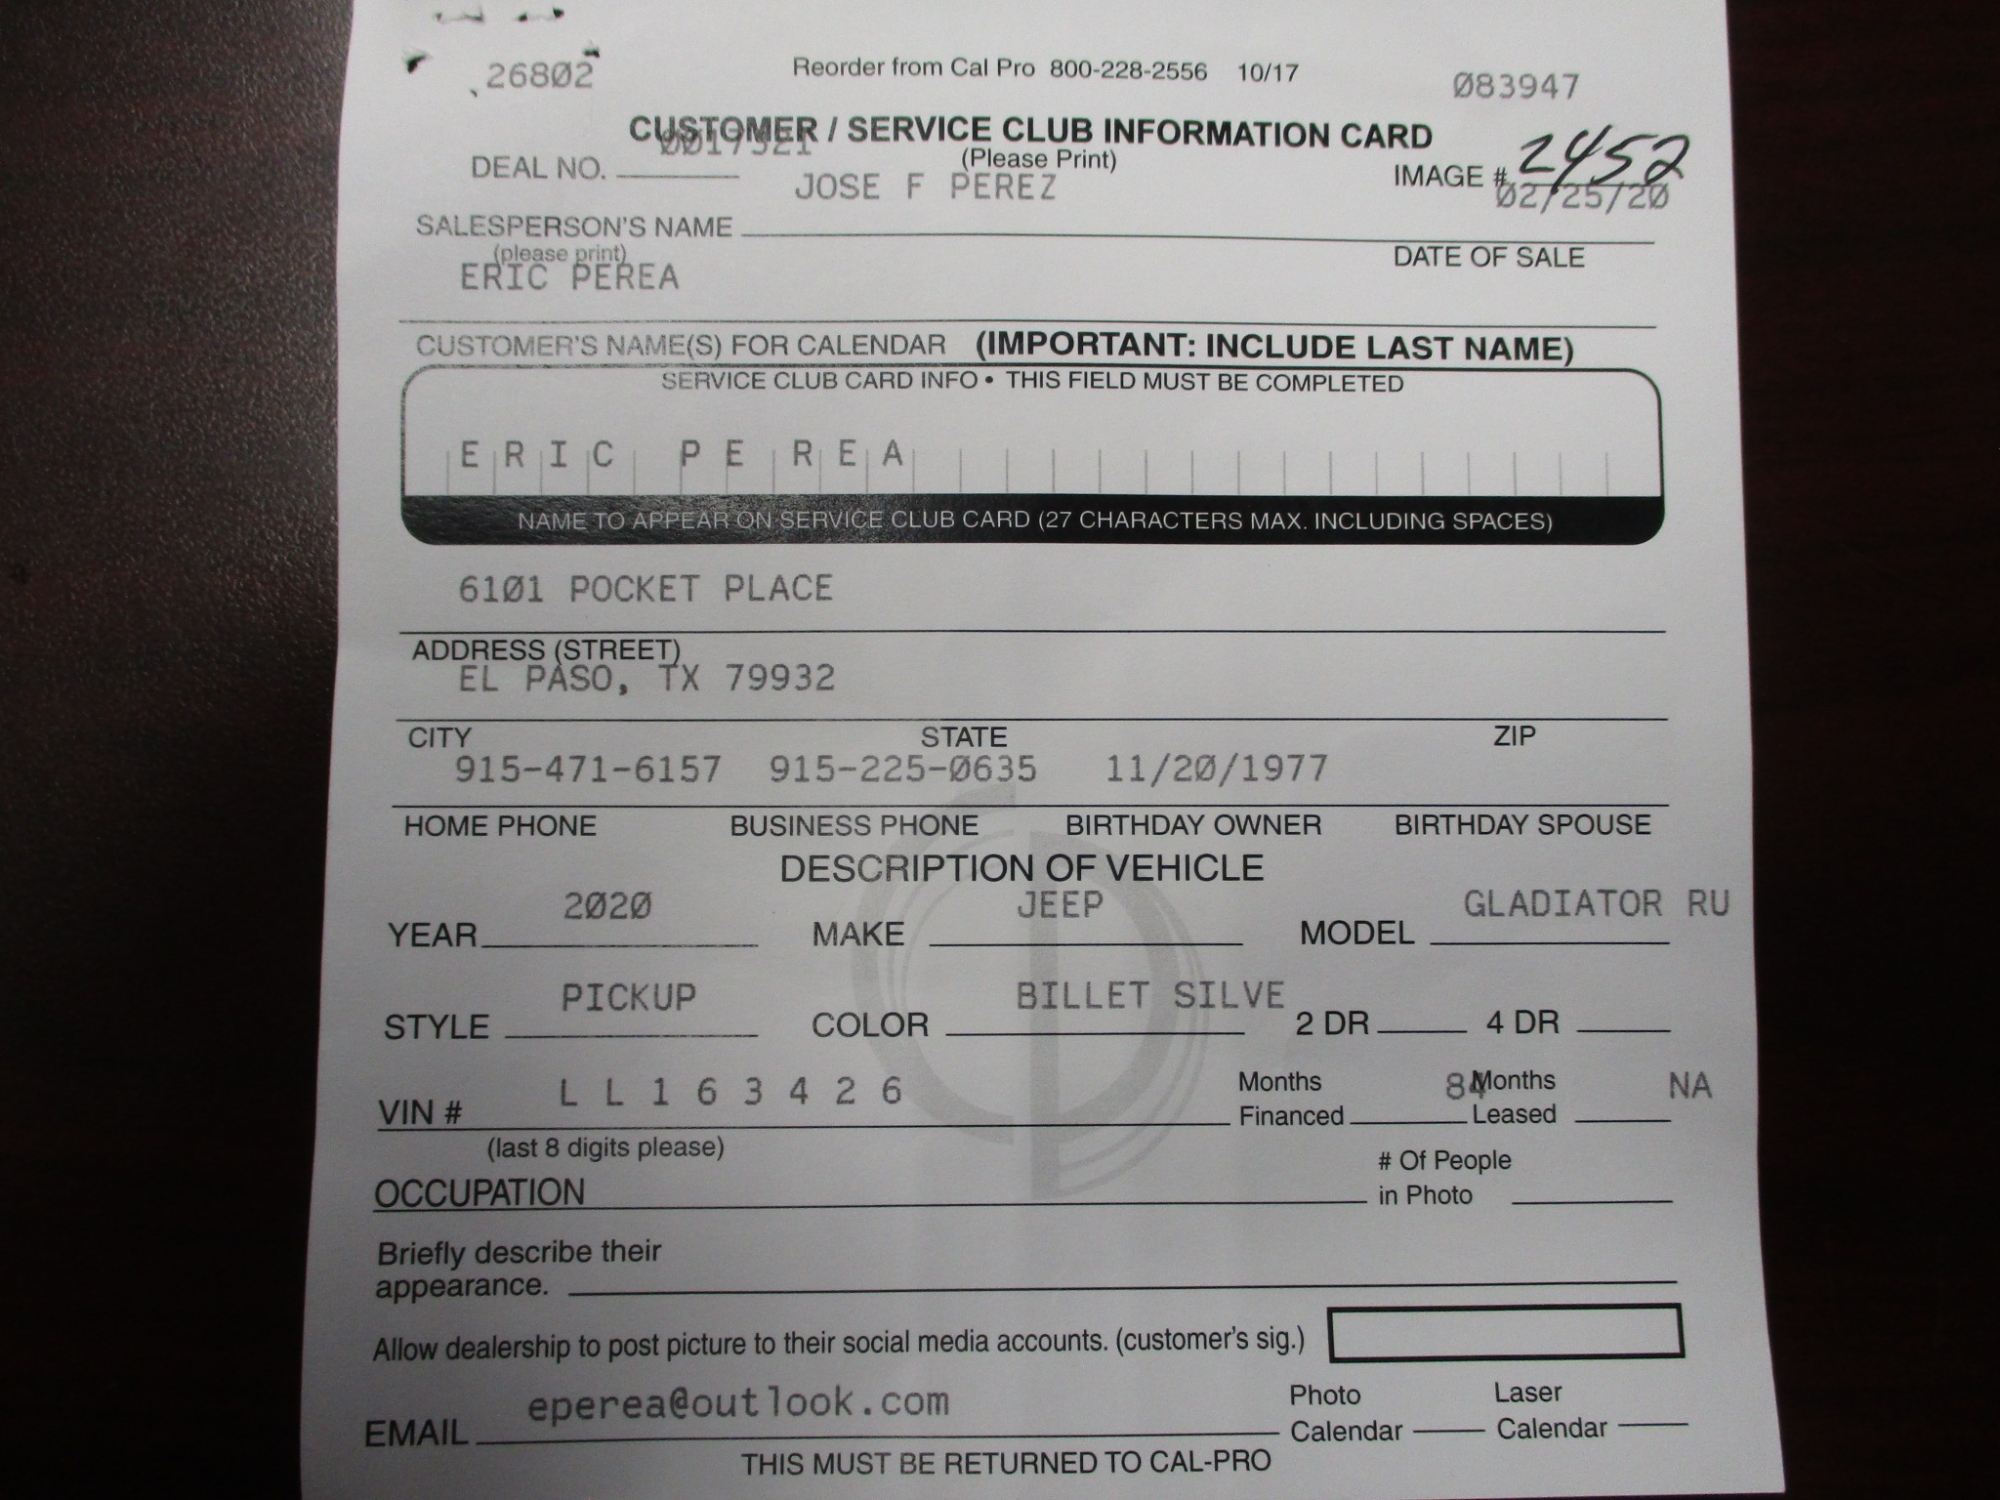 26802 Reorder from Cal Pro 800-228-2556 10/17 083947
CUSTOMER / SERVICE CLUB INFORMATION CARD
(Please Print)
DEAL NO. 0017521 IMAGE # 2452
JOSE F PEREZ 02/25/20
SALESPERSON'S NAME
(please print) DATE OF SALE
ERIC PEREA
CUSTOMER'S NAME(S) FOR CALENDAR (IMPORTANT: INCLUDE LAST NAME)
SERVICE CLUB CARD INFO • THIS FIELD MUST BE COMPLETED
ERIC PEREA
NAME TO APPEAR ON SERVICE CLUB CARD (27 CHARACTERS MAX. INCLUDING SPACES)
6101 POCKET PLACE
ADDRESS (STREET)
EL PASO, TX 79932
CITY STATE ZIP
915-471-6157 915-225-0635 11/20/1977
HOME PHONE BUSINESS PHONE BIRTHDAY OWNER BIRTHDAY SPOUSE
DESCRIPTION OF VEHICLE
YEAR 2020 MAKE JEEP MODEL GLADIATOR RU
STYLE PICKUP COLOR BILLET SILVE 2 DR 4 DR
VIN # L L 1 6 3 4 2 6 Months Financed 84 Months Leased NA
(last 8 digits please)
OCCUPATION # Of People in Photo
Briefly describe their
appearance.
Allow dealership to post picture to their social media accounts. (customer's sig.)
EMAIL eperea@outlook.com Photo Calendar Laser Calendar
THIS MUST BE RETURNED TO CAL-PRO